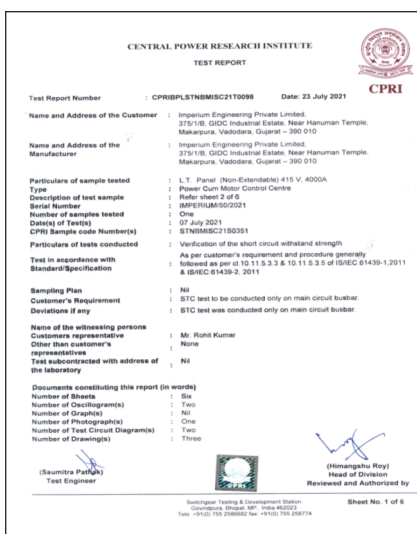 CENTRAL POWER RESEARCH INSTITUTE
TEST REPORT
CPRI
Test Report Number : CPRIBPLSTNBMISC21T0098 Date: 23 July 2021
Name and Address of the Customer : Imperium Engineering Private Limited,
375/1/B, GIDC Industrial Estate, Near Hanuman Temple,
Makarpura, Vadodara, Gujarat – 390 010
Name and Address of the Manufacturer : Imperium Engineering Private Limited,
375/1/B, GIDC Industrial Estate, Near Hanuman Temple,
Makarpura, Vadodara, Gujarat – 390 010
Particulars of sample tested : L.T. Panel (Non-Extendable) 415 V, 4000A
Type : Power Cum Motor Control Centre
Description of test sample : Refer sheet 2 of 6
Serial Number : IMPERIUM/50/2021
Number of samples tested : One
Date(s) of Test(s) : 07 July 2021
CPRI Sample code Number(s) : STNBMISC21S0351
Particulars of tests conducted : Verification of the short circuit withstand strength
Test in accordance with Standard/Specification : As per customer's requirement and procedure generally
followed as per cl.10.11.5.3.3 & 10.11.5.3.5 of IS/IEC 61439-1,2011
& IS/IEC 61439-2, 2011
Sampling Plan : Nil
Customer's Requirement : STC test to be conducted only on main circuit busbar.
Deviations if any : STC test was conducted only on main circuit busbar.
Name of the witnessing persons
Customers representative : Mr. Rohit Kumar
Other than customer's representatives : None
Test subcontracted with address of the laboratory : Nil
Documents constituting this report (in words)
Number of Sheets : Six
Number of Oscillogram(s) : Two
Number of Graph(s) : Nil
Number of Photograph(s) : One
Number of Test Circuit Diagram(s) : Two
Number of Drawing(s) : Three
(Saumitra Pathak)
Test Engineer
CPRI
(Himangshu Roy)
Head of Division
Reviewed and Authorized by
Switchgear Testing & Development Station
Govindpura, Bhopal, MP, India 462023
Tele +91(0) 755 2586682 fax +91(0) 755 258774
Sheet No. 1 of 6